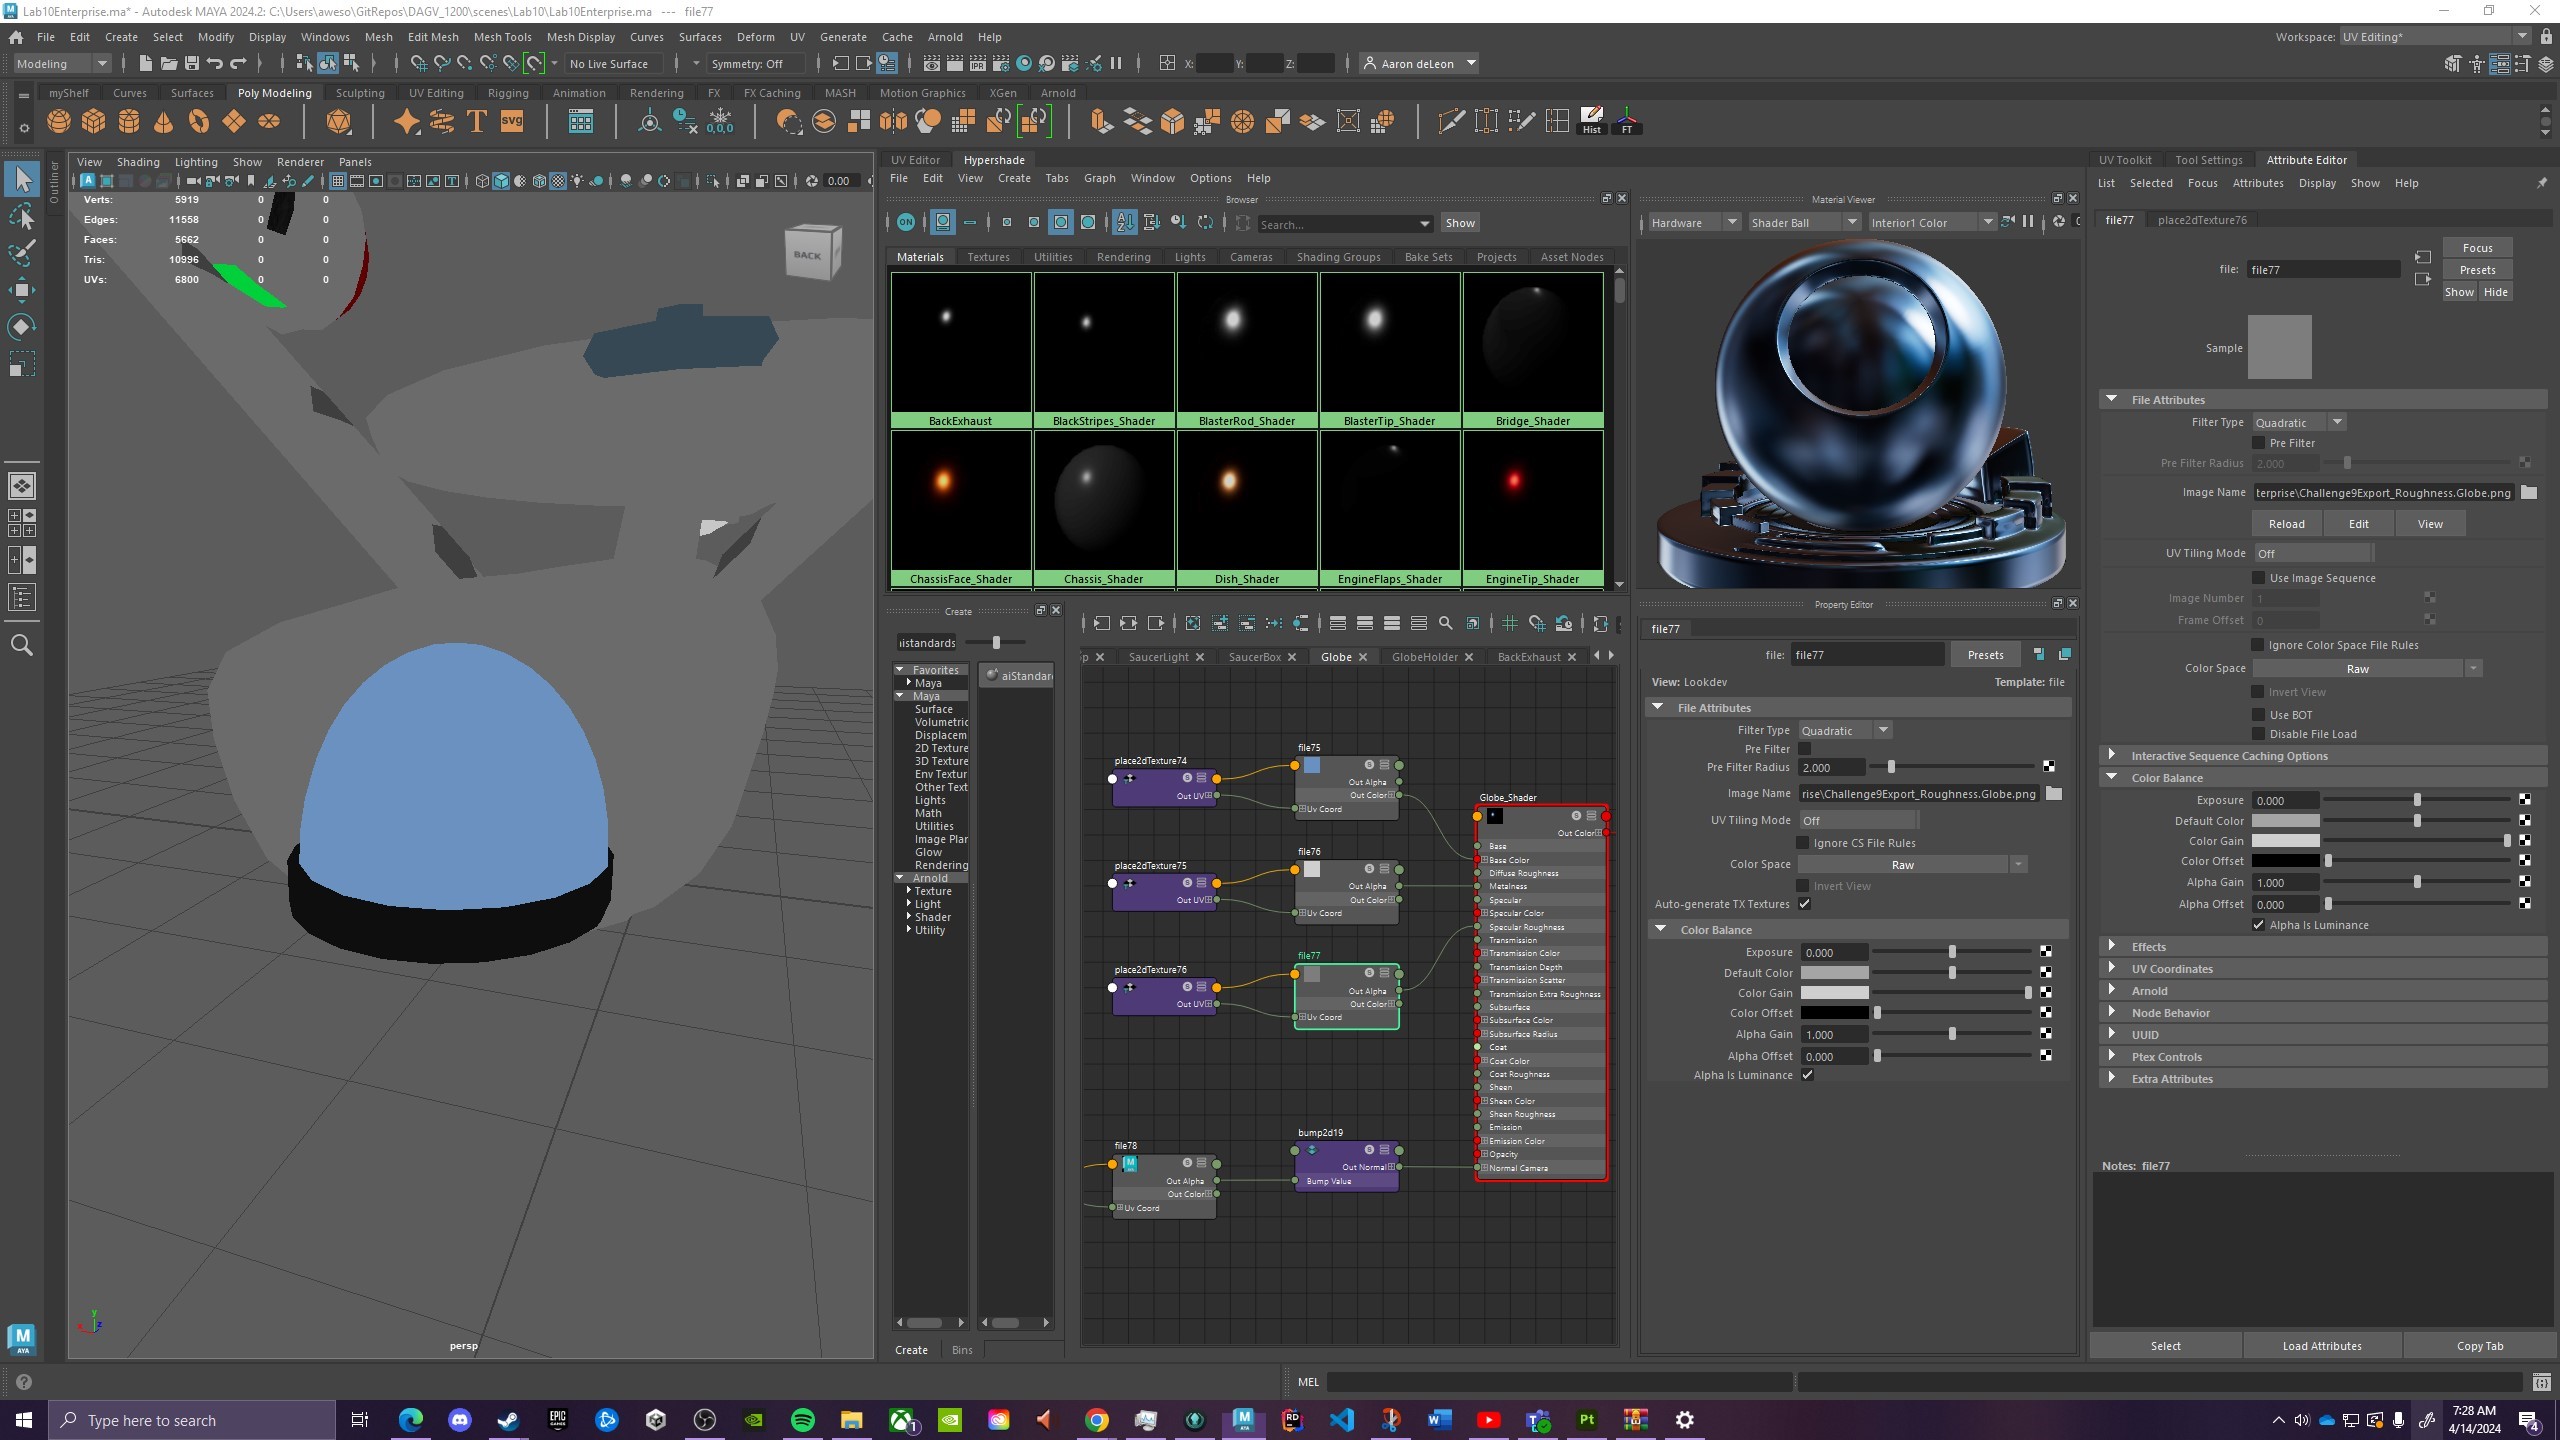 Lab10Enterprise.ma* - Autodesk MAYA 2024.2: C:\Users\aweso\GitRepos\DAGV_1200\scenes\Lab10\Lab10Enterprise.ma --- file77
File Edit Create Select Modify Display Windows Mesh Edit Mesh Mesh Tools Mesh Display Curves Surfaces Deform UV Generate Cache Arnold Help
Workspace: UV Editing*
Modeling No Live Surface Symmetry: Off X: Y: Z: Aaron deLeon
myShelf Curves Surfaces Poly Modeling Sculpting UV Editing Rigging Animation Rendering FX FX Caching MASH Motion Graphics XGen Arnold
T svg 0,0,0 Hist FT
Outliner
View Shading Lighting Show Renderer Panels
0.00
Verts: 5919 0 0
Edges: 11558 0 0
Faces: 5662 0 0
Tris: 10996 0 0
UVs: 6800 0 0
BACK
persp
UV Editor Hypershade
File Edit View Create Tabs Graph Window Options Help
Browser
ON Search... Show
Materials Textures Utilities Rendering Lights Cameras Shading Groups Bake Sets Projects Asset Nodes
BackExhaust BlackStripes_Shader BlasterRod_Shader BlasterTip_Shader Bridge_Shader
ChassisFace_Shader Chassis_Shader Dish_Shader EngineFlaps_Shader EngineTip_Shader
Create
iistandards
Favorites
Maya
Maya
Surface
Volumetric
Displacem
2D Texture
3D Texture
Env Textur
Other Text
Lights
Math
Utilities
Image Plar
Glow
Rendering
Arnold
Texture
Light
Shader
Utility
aiStandar
Create Bins
SaucerLight SaucerBox Globe GlobeHolder BackExhaust
place2dTexture74
Out UV
file75
Out Alpha
Out Color
Uv Coord
place2dTexture75
Out UV
file76
Out Alpha
Out Color
Uv Coord
place2dTexture76
Out UV
file77
Out Alpha
Out Color
Uv Coord
file78
Out Alpha
Out Color
Uv Coord
bump2d19
Out Normal
Bump Value
Globe_Shader
Out Color
Base
Base Color
Diffuse Roughness
Metalness
Specular
Specular Color
Specular Roughness
Transmission
Transmission Color
Transmission Depth
Transmission Scatter
Transmission Extra Roughness
Subsurface
Subsurface Color
Subsurface Radius
Coat
Coat Color
Coat Roughness
Sheen
Sheen Color
Sheen Roughness
Emission
Emission Color
Opacity
Normal Camera
Material Viewer
Hardware Shader Ball Interior1 Color
Property Editor
file77
file: file77 Presets
View: Lookdev Template: file
File Attributes
Filter Type Quadratic
Pre Filter
Pre Filter Radius 2.000
Image Name rise\Challenge9Export_Roughness.Globe.png
UV Tiling Mode Off
Ignore CS File Rules
Color Space Raw
Invert View
Auto-generate TX Textures
Color Balance
Exposure 0.000
Default Color
Color Gain
Color Offset
Alpha Gain 1.000
Alpha Offset 0.000
Alpha Is Luminance
UV Toolkit Tool Settings Attribute Editor
List Selected Focus Attributes Display Show Help
file77 place2dTexture76
file: file77
Focus
Presets
Show Hide
Sample
File Attributes
Filter Type Quadratic
Pre Filter
Pre Filter Radius 2.000
Image Name terprise\Challenge9Export_Roughness.Globe.png
Reload Edit View
UV Tiling Mode Off
Use Image Sequence
Image Number 1
Frame Offset 0
Ignore Color Space File Rules
Color Space Raw
Invert View
Use BOT
Disable File Load
Interactive Sequence Caching Options
Color Balance
Exposure 0.000
Default Color
Color Gain
Color Offset
Alpha Gain 1.000
Alpha Offset 0.000
Alpha Is Luminance
Effects
UV Coordinates
Arnold
Node Behavior
UUID
Ptex Controls
Extra Attributes
Notes: file77
Select Load Attributes Copy Tab
MEL
Type here to search
7:28 AM
4/14/2024